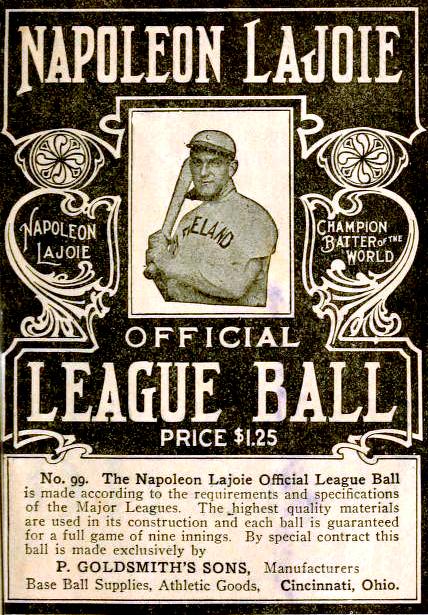 NAPOLEON LAJOIE
NAPOLEON
LAJOIE
ELAND
CHAMPION
BATTER OF THE
WORLD
OFFICIAL
LEAGUE BALL
PRICE $1.25
No. 99. The Napoleon Lajoie Official League Ball
is made according to the requirements and specifications
of the Major Leagues. The highest quality materials
are used in its construction and each ball is guaranteed
for a full game of nine innings. By special contract this
ball is made exclusively by
P. GOLDSMITH'S SONS, Manufacturers
Base Ball Supplies, Athletic Goods, Cincinnati, Ohio.